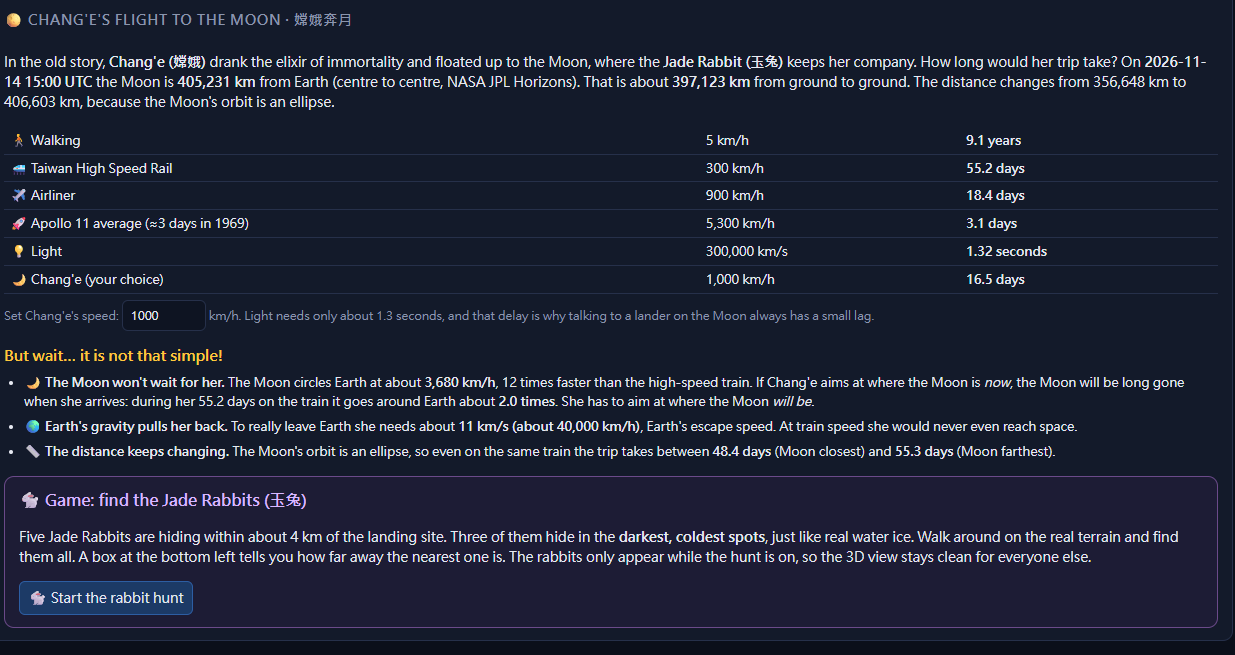 CHANG'E'S FLIGHT TO THE MOON · 嫦娥奔月
In the old story, Chang'e (嫦娥) drank the elixir of immortality and floated up to the Moon, where the Jade Rabbit (玉兔) keeps her company. How long would her trip take? On 2026-11-
14 15:00 UTC the Moon is 405,231 km from Earth (centre to centre, NASA JPL Horizons). That is about 397,123 km from ground to ground. The distance changes from 356,648 km to
406,603 km, because the Moon's orbit is an ellipse.
Walking 5 km/h 9.1 years
Taiwan High Speed Rail 300 km/h 55.2 days
Airliner 900 km/h 18.4 days
Apollo 11 average (≈3 days in 1969) 5,300 km/h 3.1 days
Light 300,000 km/s 1.32 seconds
Chang'e (your choice) 1,000 km/h 16.5 days
Set Chang'e's speed: 1000 km/h. Light needs only about 1.3 seconds, and that delay is why talking to a lander on the Moon always has a small lag.
But wait... it is not that simple!
• The Moon won't wait for her. The Moon circles Earth at about 3,680 km/h, 12 times faster than the high-speed train. If Chang'e aims at where the Moon is now, the Moon will be long gone
when she arrives: during her 55.2 days on the train it goes around Earth about 2.0 times. She has to aim at where the Moon will be.
• Earth's gravity pulls her back. To really leave Earth she needs about 11 km/s (about 40,000 km/h), Earth's escape speed. At train speed she would never even reach space.
• The distance keeps changing. The Moon's orbit is an ellipse, so even on the same train the trip takes between 48.4 days (Moon closest) and 55.3 days (Moon farthest).
Game: find the Jade Rabbits (玉兔)
Five Jade Rabbits are hiding within about 4 km of the landing site. Three of them hide in the darkest, coldest spots, just like real water ice. Walk around on the real terrain and find
them all. A box at the bottom left tells you how far away the nearest one is. The rabbits only appear while the hunt is on, so the 3D view stays clean for everyone else.
Start the rabbit hunt